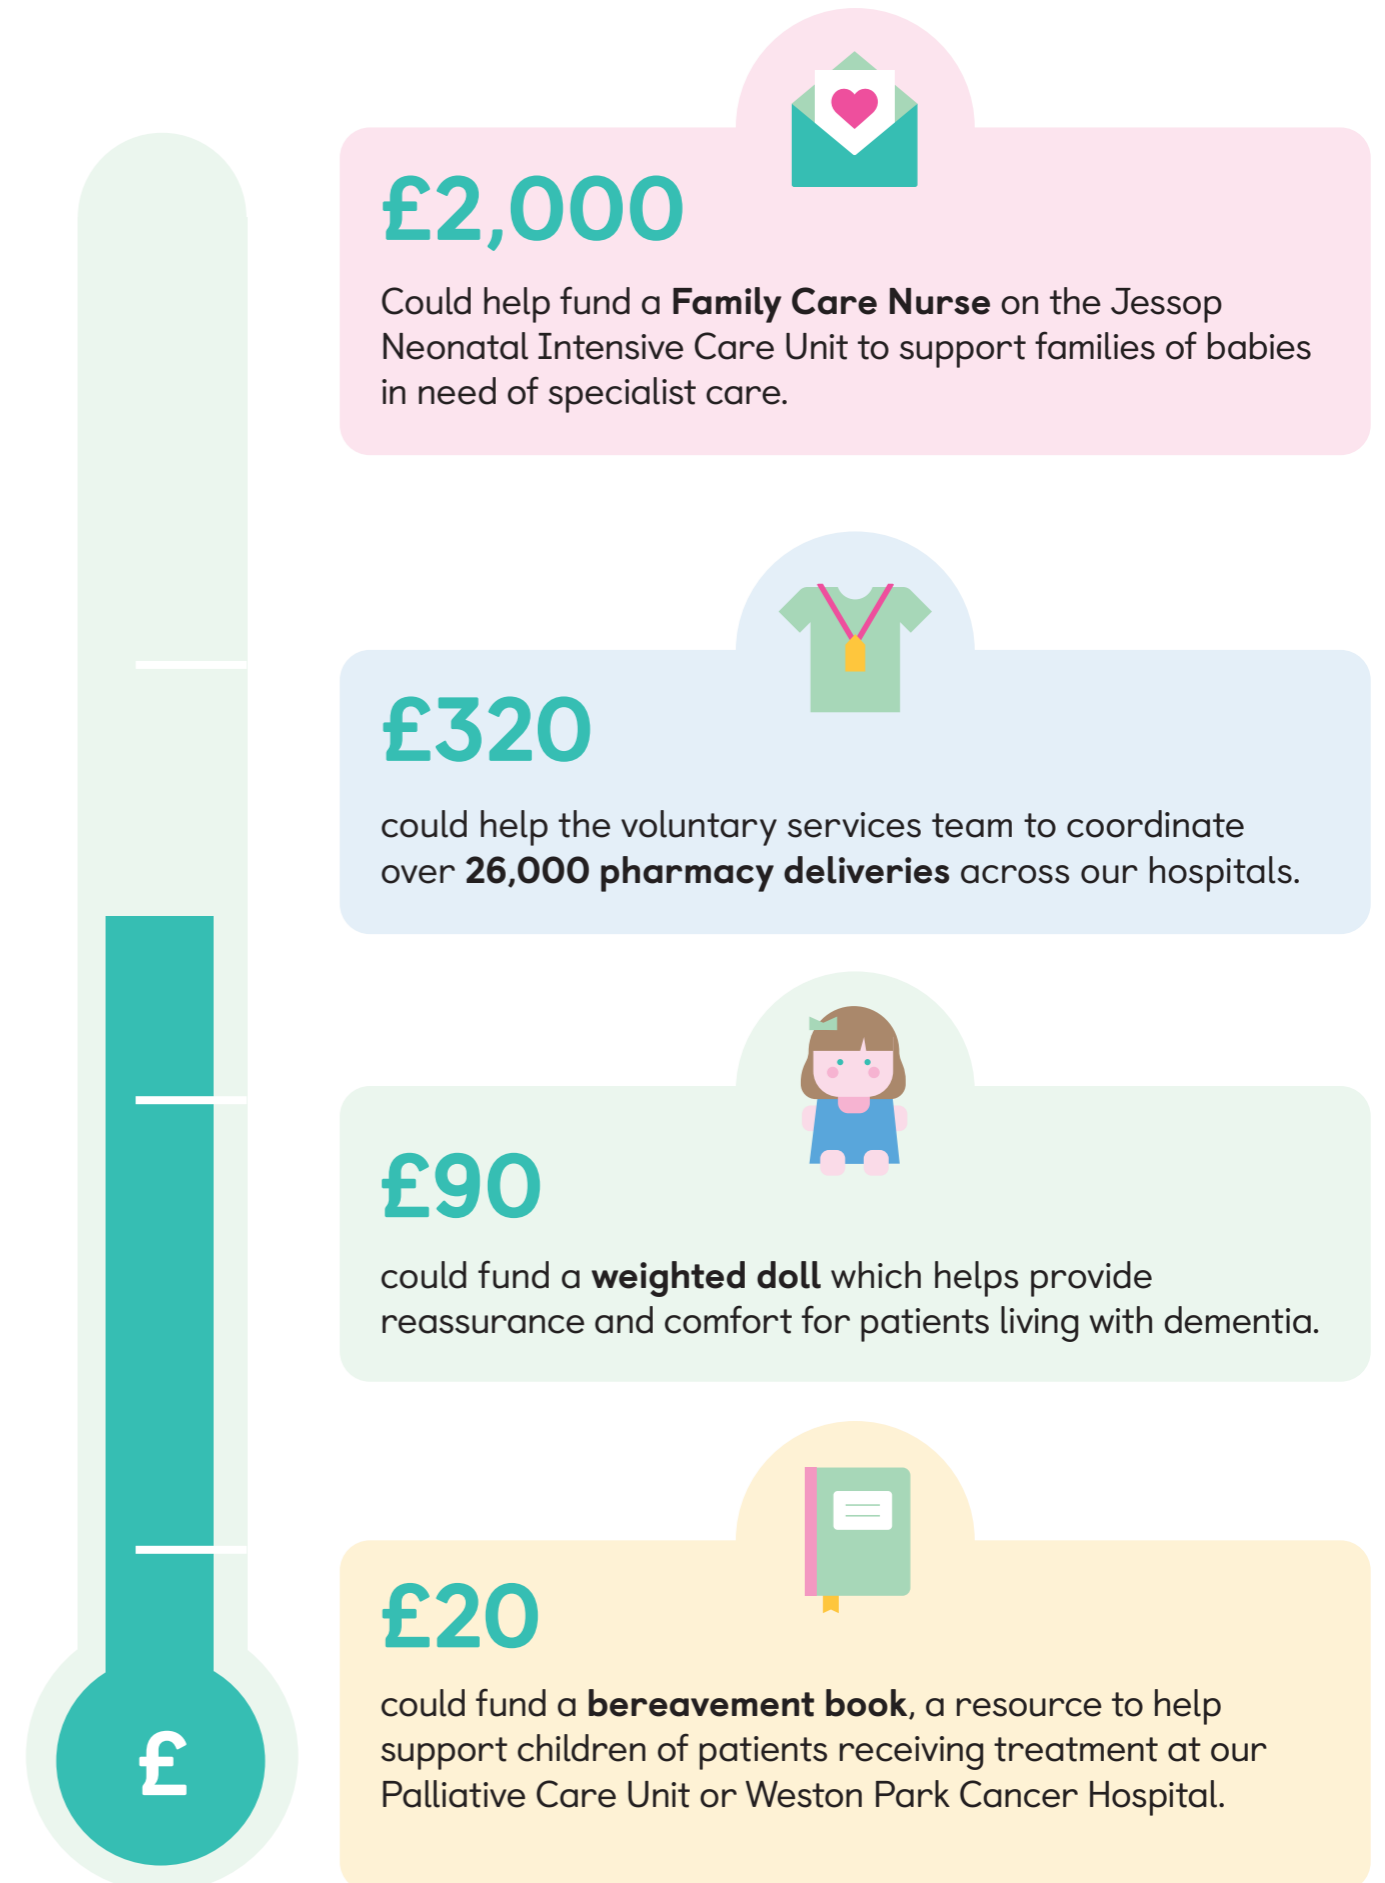 £2,000
Could help fund a Family Care Nurse on the Jessop
Neonatal Intensive Care Unit to support families of babies
in need of specialist care.
£320
could help the voluntary services team to coordinate
over 26,000 pharmacy deliveries across our hospitals.
£90
could fund a weighted doll which helps provide
reassurance and comfort for patients living with dementia.
£20
could fund a bereavement book, a resource to help
support children of patients receiving treatment at our
Palliative Care Unit or Weston Park Cancer Hospital.
£